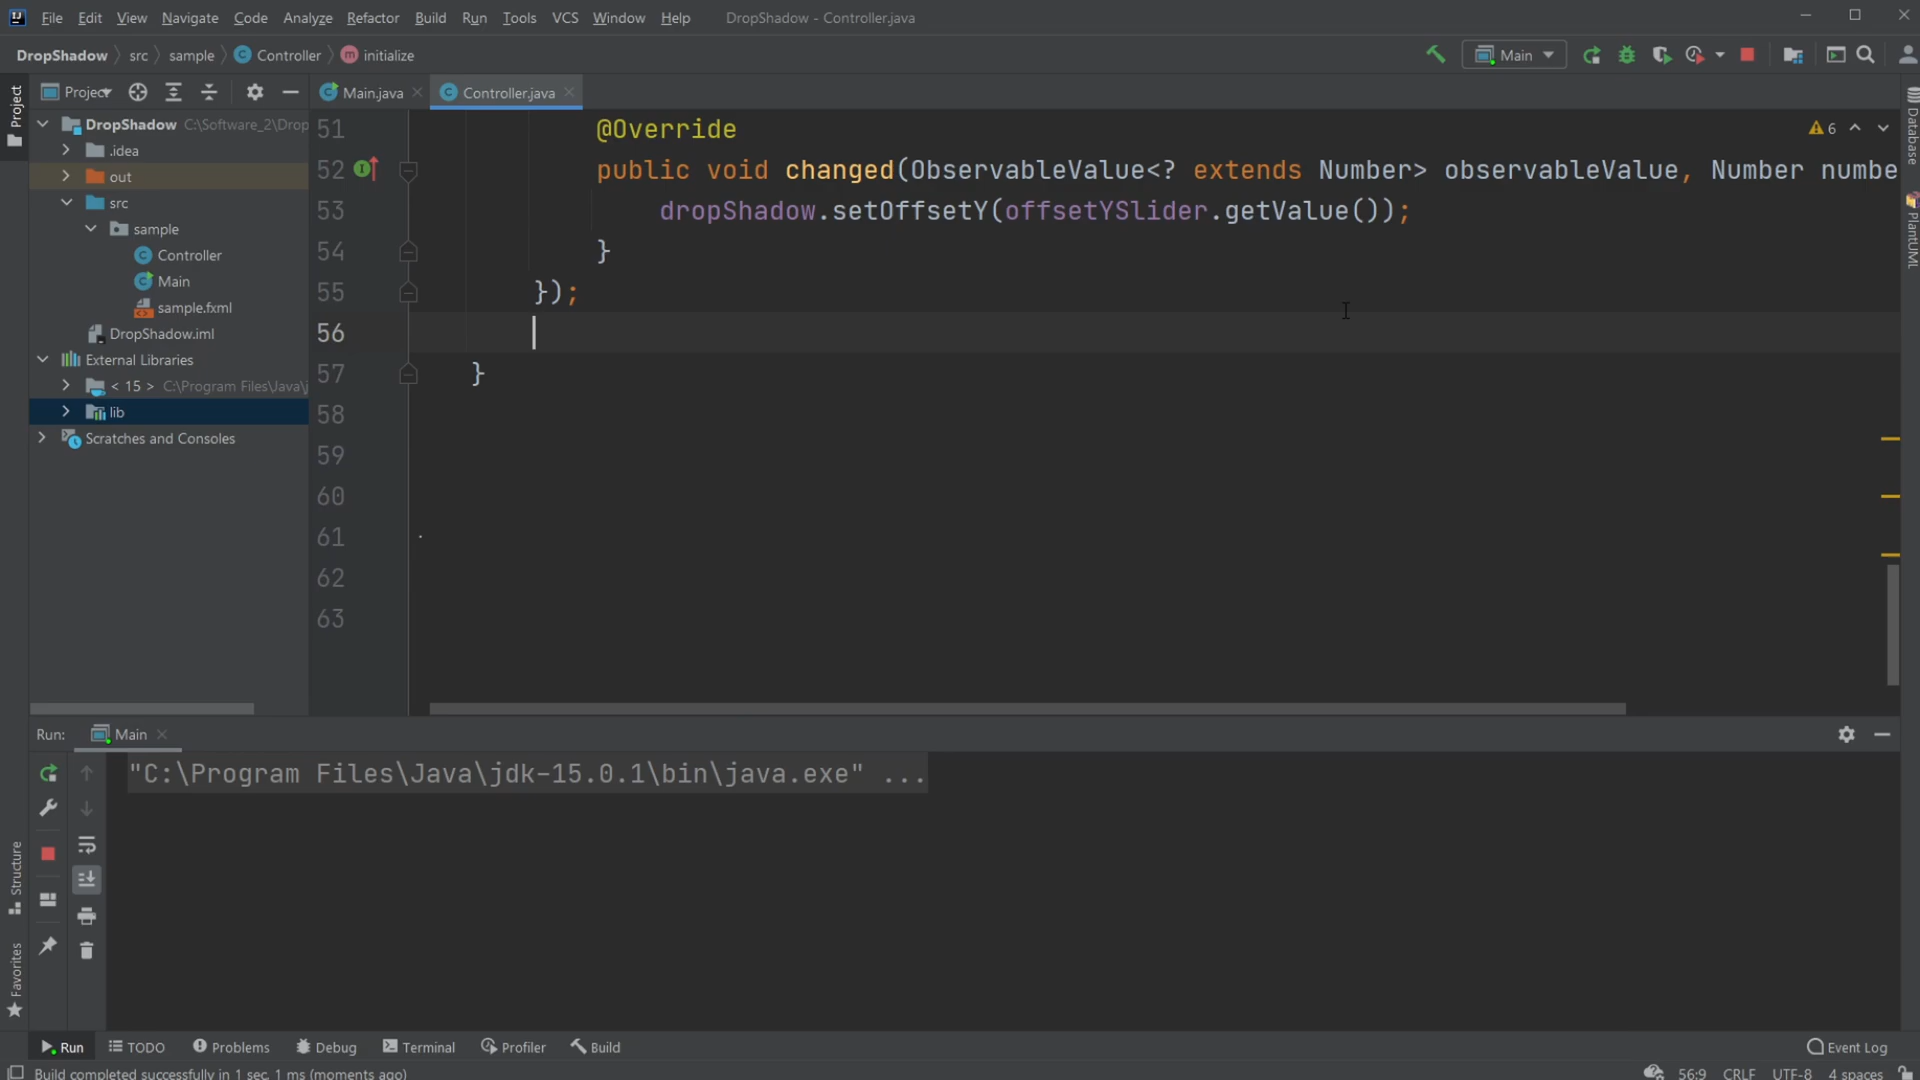 File Edit View Navigate Code Analyze Refactor Build Run Tools VCS Window Help DropShadow - Controller.java
DropShadow src sample Controller initialize Main
Project
Main.java Controller.java
Project
DropShadow C:\Software_2\Drop
.idea
out
src
sample
Controller
Main
sample.fxml
DropShadow.iml
External Libraries
< 15 > C:\Program Files\Java\j
lib
Scratches and Consoles
51 @Override
52 public void changed(ObservableValue<? extends Number> observableValue, Number numbe
53 dropShadow.setOffsetY(offsetYSlider.getValue());
54 }
55 });
56
57 }
58
59
60
61
62
63
6
Database
PlantUML
Run: Main
"C:\Program Files\Java\jdk-15.0.1\bin\java.exe" ...
Structure
Favorites
Run TODO Problems Debug Terminal Profiler Build Event Log
Build completed successfully in 1 sec, 1 ms (moments ago) 56:9 CRLF UTF-8 4 spaces